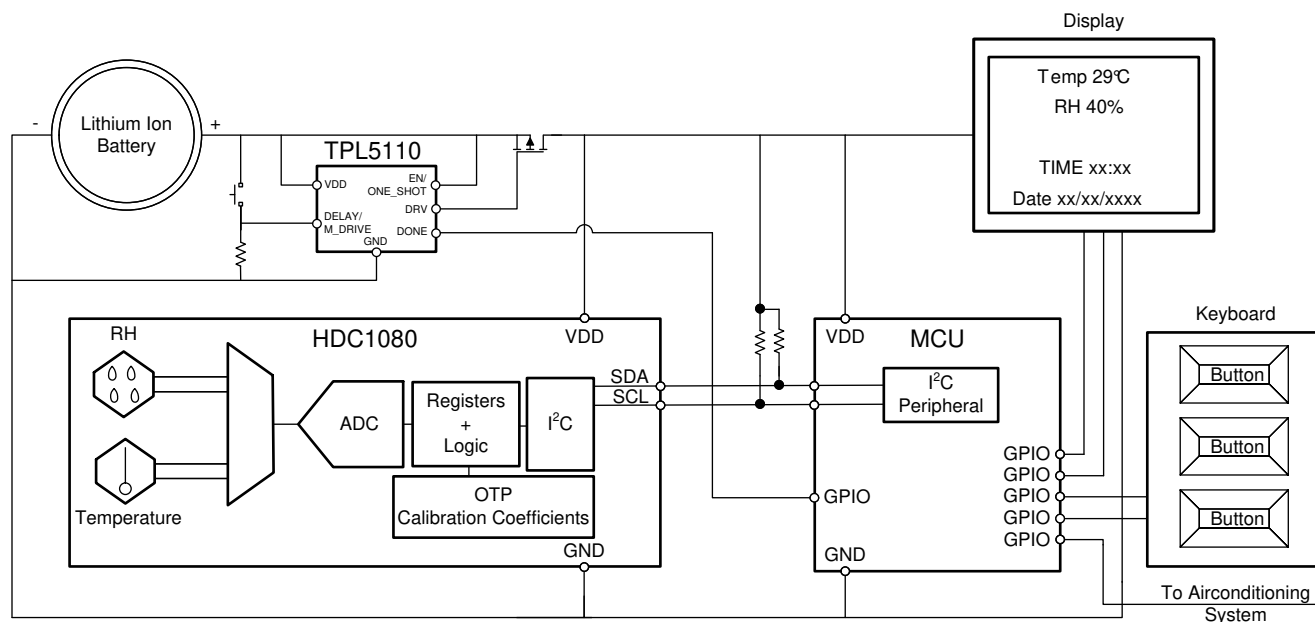 Display
Temp 29°C
RH 40%
TIME xx:xx
Date xx/xx/xxxx
-
Lithium Ion
Battery
+
TPL5110
VDD
EN/
ONE_SHOT
DRV
DELAY/
M_DRIVE
DONE
GND
HDC1080
RH
Temperature
ADC
Registers
+
Logic
I²C
OTP
Calibration Coefficients
VDD
SDA
SCL
GND
MCU
VDD
I²C
Peripheral
GPIO
GND
GPIO
GPIO
GPIO
GPIO
GPIO
Keyboard
Button
Button
Button
To Airconditioning
System